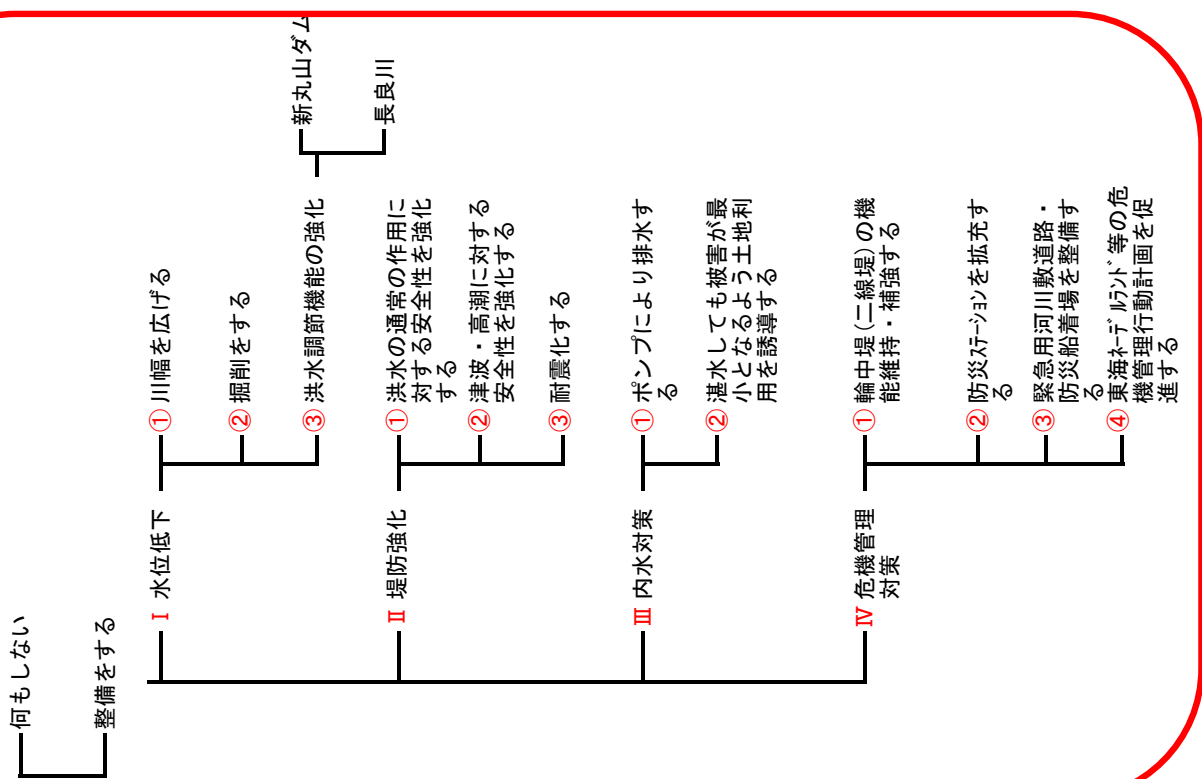 何もしない
整備をする
Ⅰ 水位低下
① 川幅を広げる
② 掘削をする
③ 洪水調節機能の強化
新丸山ダム
長良川
Ⅱ 堤防強化
① 洪水の通常の作用に
対する安全性を強化
する
② 津波・高潮に対する
安全性を強化する
③ 耐震化する
Ⅲ 内水対策
① ポンプにより排水す
る
② 湛水しても被害が最
小となるよう土地利
用を誘導する
Ⅳ 危機管理
対策
① 輪中堤(二線堤)の機
能維持・補強する
② 防災ｽﾃｰｼｮﾝを拡充す
る
③ 緊急用河川敷道路・
防災船着場を整備す
る
④ 東海ﾈｰﾃﾞﾙﾗﾝﾄﾞ等の危
機管理行動計画を促
進する